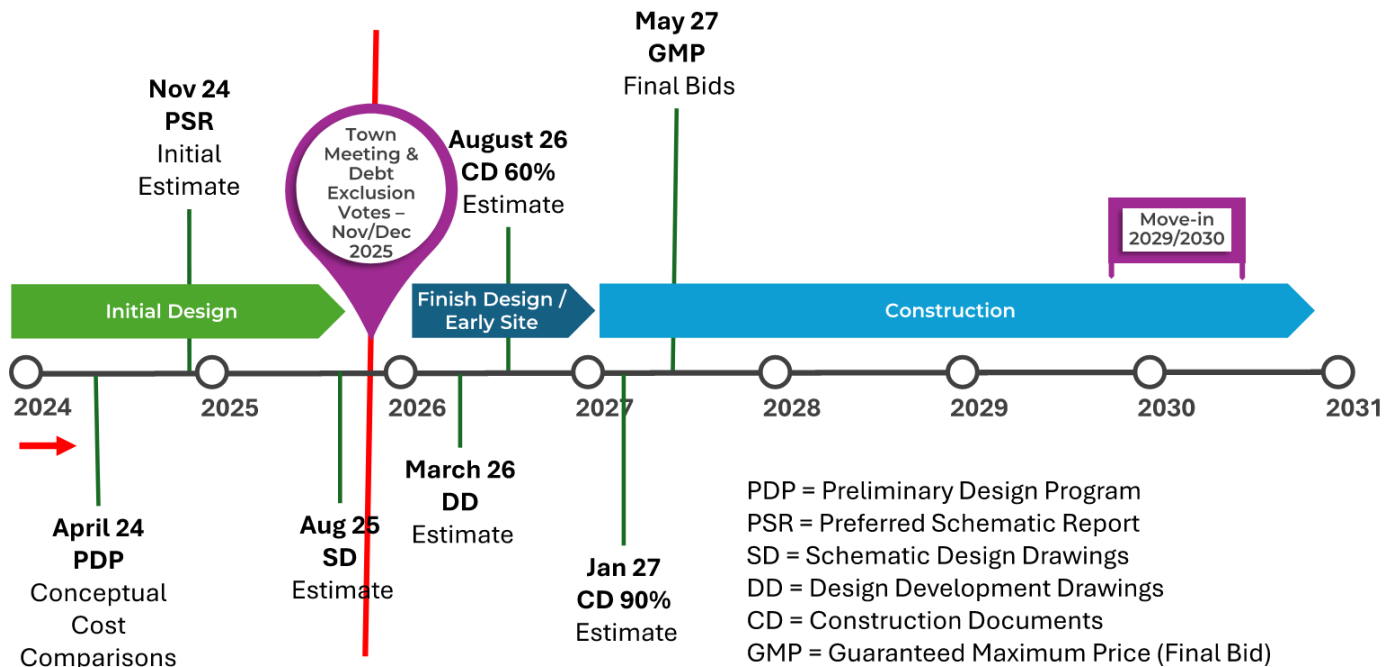 May 27
GMP
Final Bids
Nov 24
PSR
Initial
Estimate
Town
Meeting &
Debt
Exclusion
Votes –
Nov/Dec
2025
August 26
CD 60%
Estimate
Move-in
2029/2030
Initial Design
Finish Design /
Early Site
Construction
2024
2025
2026
2027
2028
2029
2030
2031
April 24
PDP
Conceptual
Cost
Comparisons
Aug 25
SD
Estimate
March 26
DD
Estimate
Jan 27
CD 90%
Estimate
PDP = Preliminary Design Program
PSR = Preferred Schematic Report
SD = Schematic Design Drawings
DD = Design Development Drawings
CD = Construction Documents
GMP = Guaranteed Maximum Price (Final Bid)